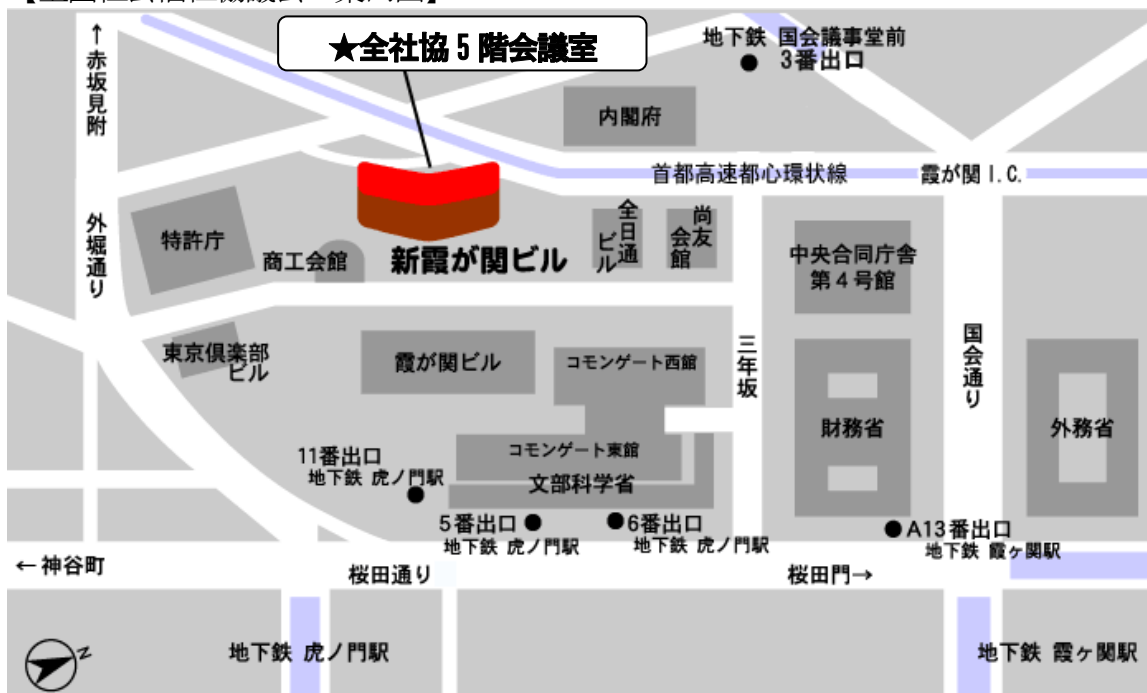 ★全社協 5 階会議室
地下鉄 国会議事堂前
3番出口
↑赤坂見附
内閣府
首都高速都心環状線
霞が関 I.C.
外堀通り
特許庁
商工会館
新霞が関ビル
全日通
ビル
尚友
会館
中央合同庁舎
第4号館
東京倶楽部
ビル
霞が関ビル
コモンゲート西館
三年坂
国会通り
財務省
外務省
コモンゲート東館
文部科学省
11番出口
地下鉄 虎ノ門駅
5番出口
地下鉄 虎ノ門駅
6番出口
地下鉄 虎ノ門駅
A13番出口
地下鉄 霞ヶ関駅
←神谷町
桜田通り
桜田門→
地下鉄 虎ノ門駅
地下鉄 霞ヶ関駅
N